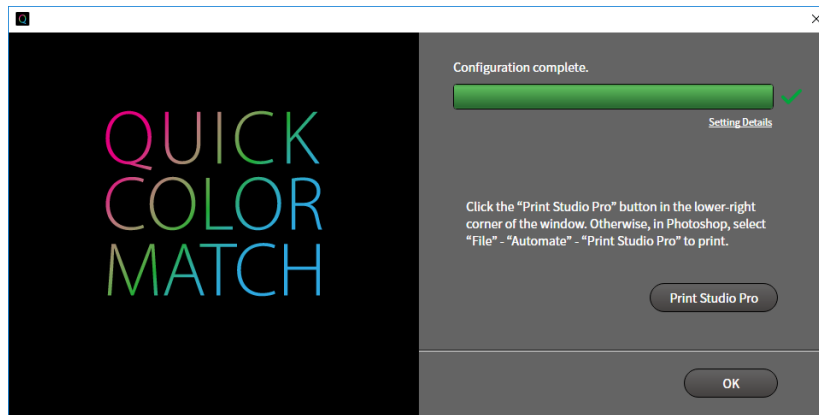 Q
QUICK
COLOR
MATCH
Configuration complete.
Setting Details
Click the “Print Studio Pro” button in the lower-right
corner of the window. Otherwise, in Photoshop, select
“File” - “Automate” - “Print Studio Pro” to print.
Print Studio Pro
OK